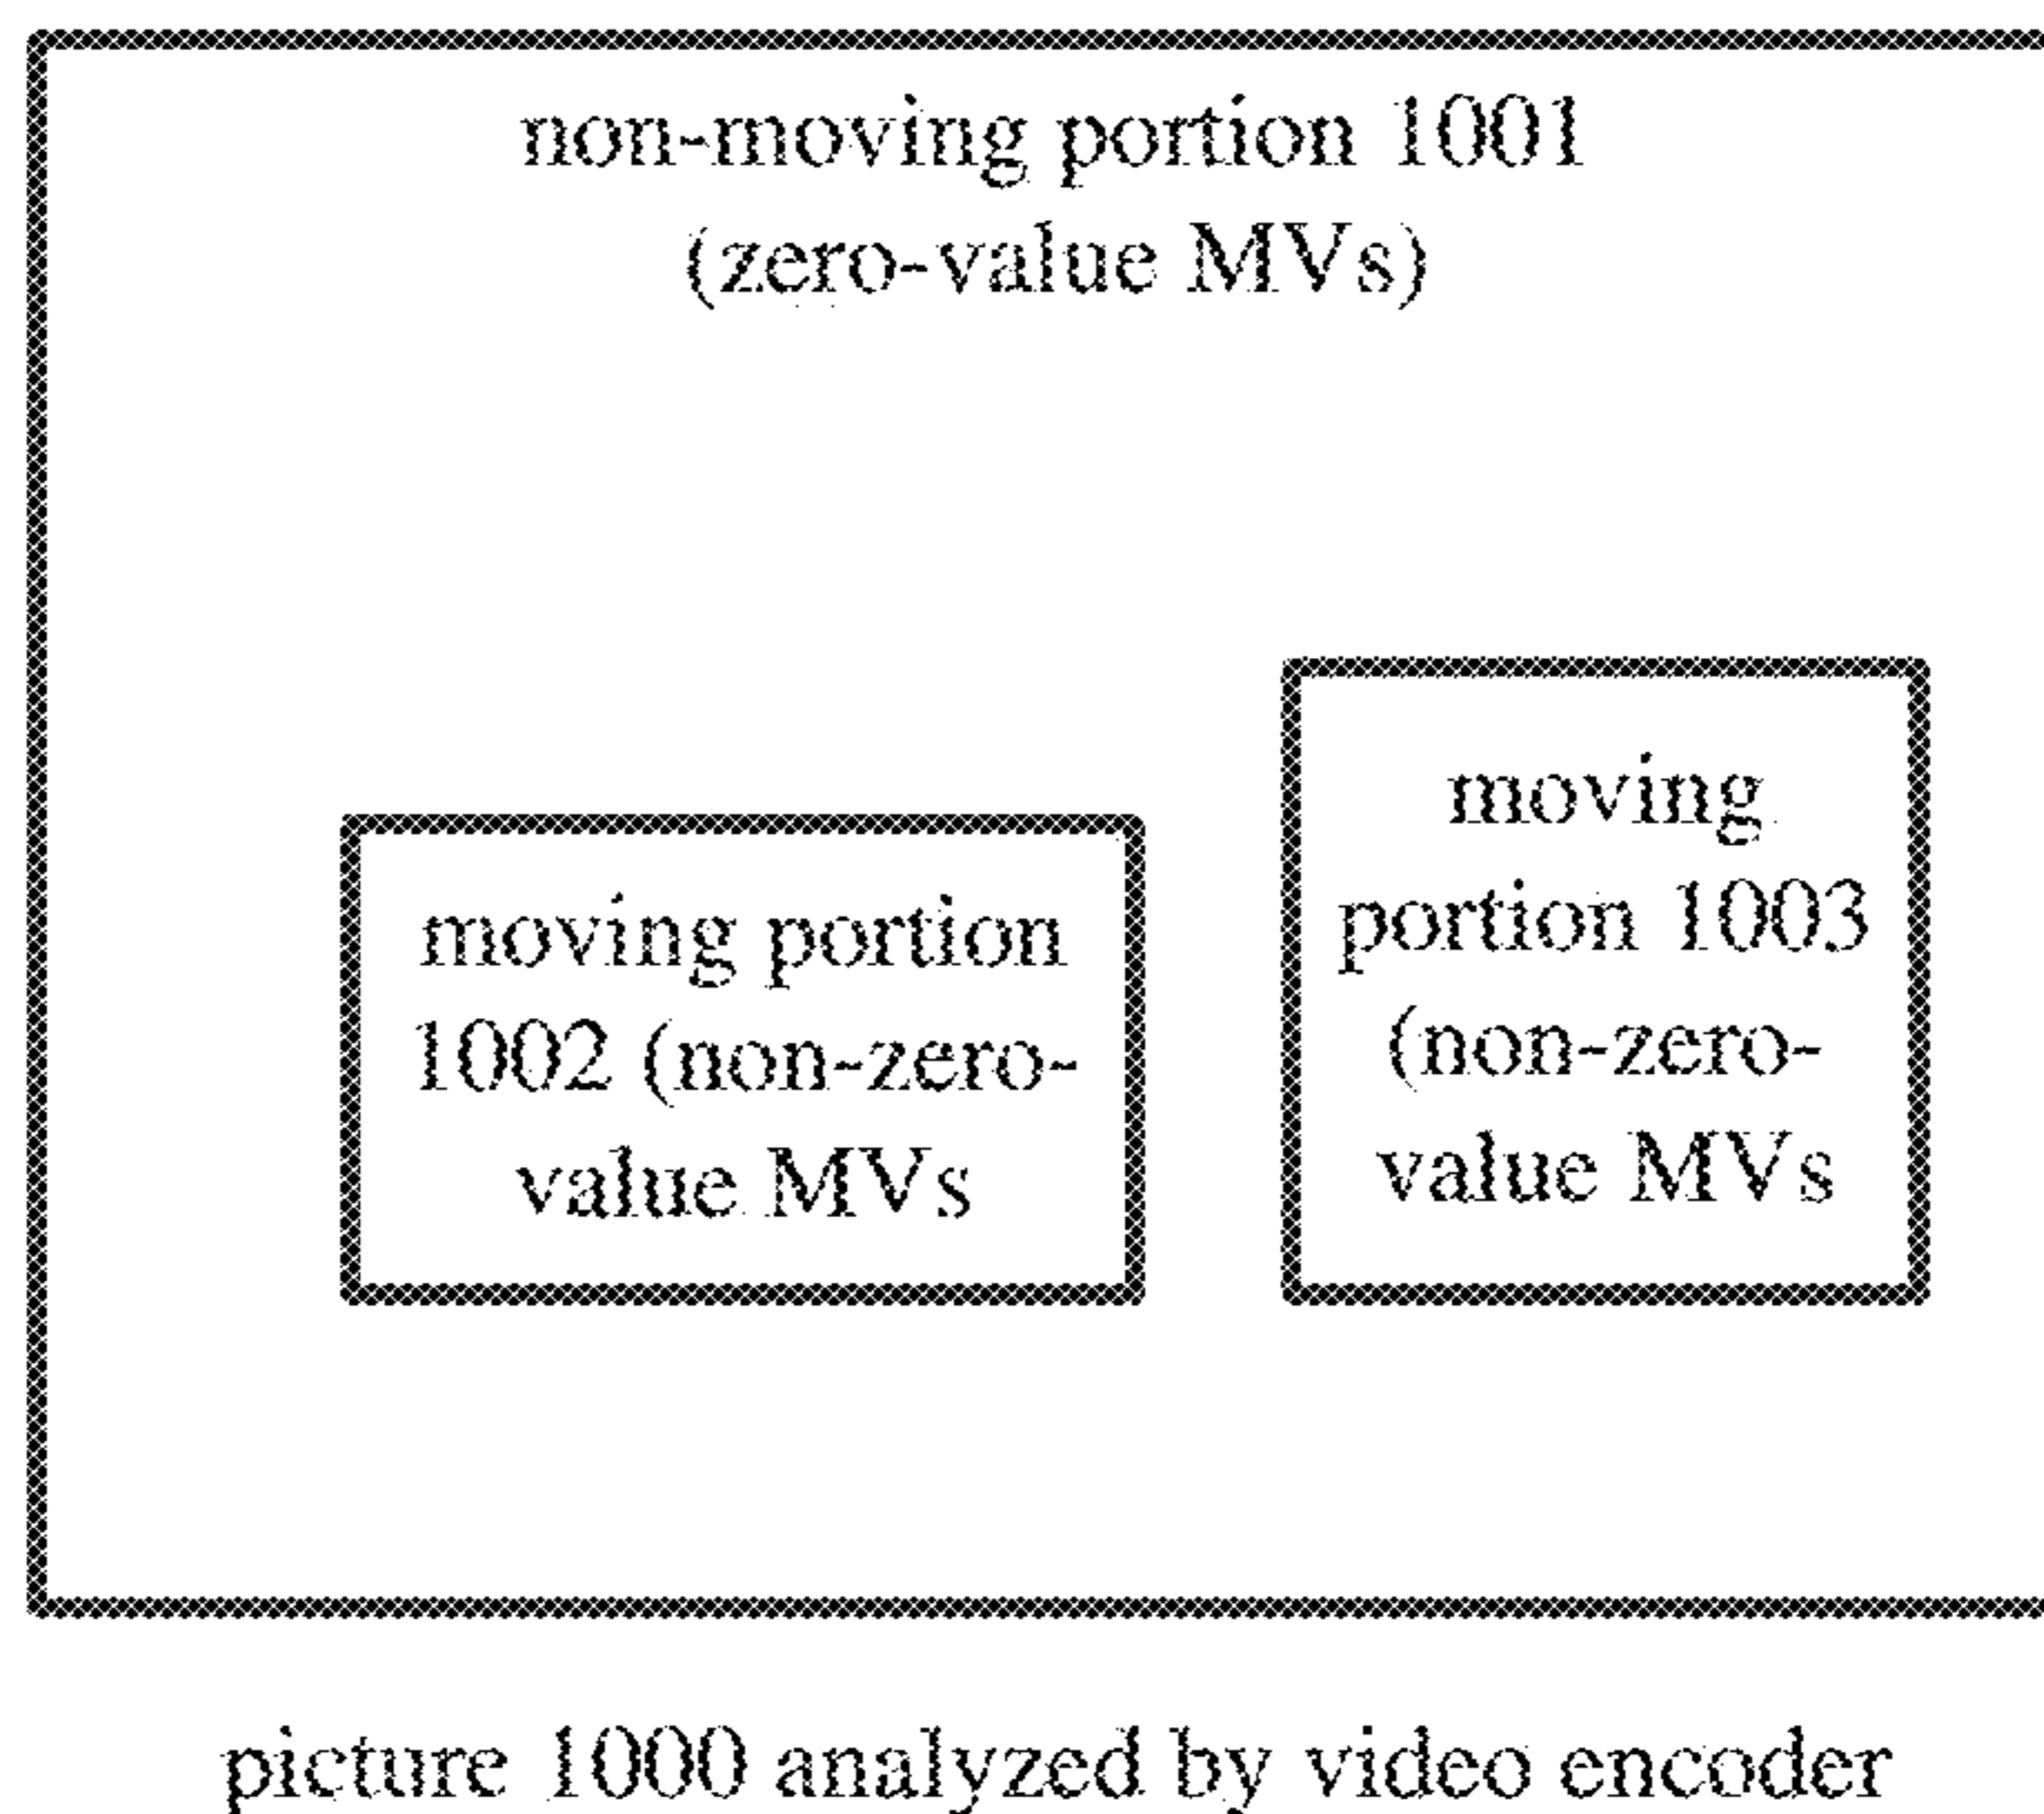 non-moving portion 1001
(zero-value MVs)
moving portion
1002 (non-zero-
value MVs
moving
portion 1003
(non-zero-
value MVs
picture 1000 analyzed by video encoder